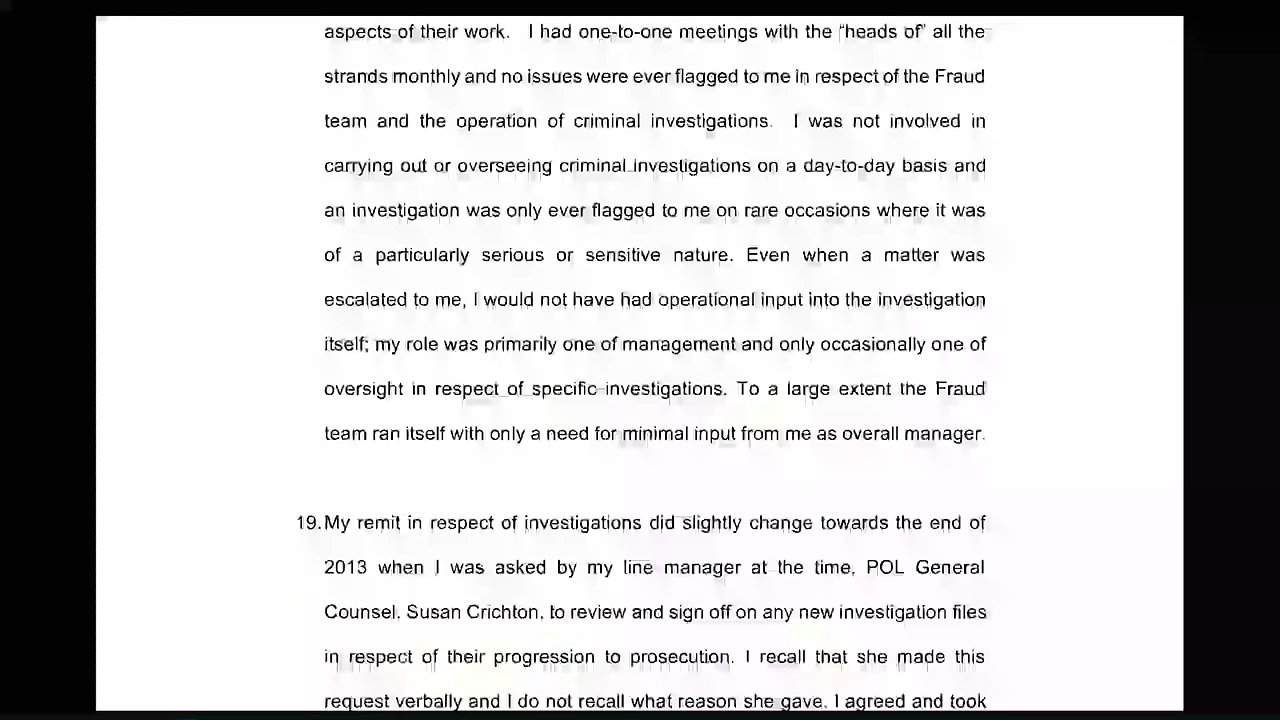 aspects of their work. I had one-to-one meetings with the “heads of” all the
strands monthly and no issues were ever flagged to me in respect of the Fraud
team and the operation of criminal investigations. I was not involved in
carrying out or overseeing criminal investigations on a day-to-day basis and
an investigation was only ever flagged to me on rare occasions where it was
of a particularly serious or sensitive nature. Even when a matter was
escalated to me, I would not have had operational input into the investigation
itself; my role was primarily one of management and only occasionally one of
oversight in respect of specific investigations. To a large extent the Fraud
team ran itself with only a need for minimal input from me as overall manager.
19. My remit in respect of investigations did slightly change towards the end of
2013 when I was asked by my line manager at the time, POL General
Counsel, Susan Crichton, to review and sign off on any new investigation files
in respect of their progression to prosecution. I recall that she made this
request verbally and I do not recall what reason she gave. I agreed and took